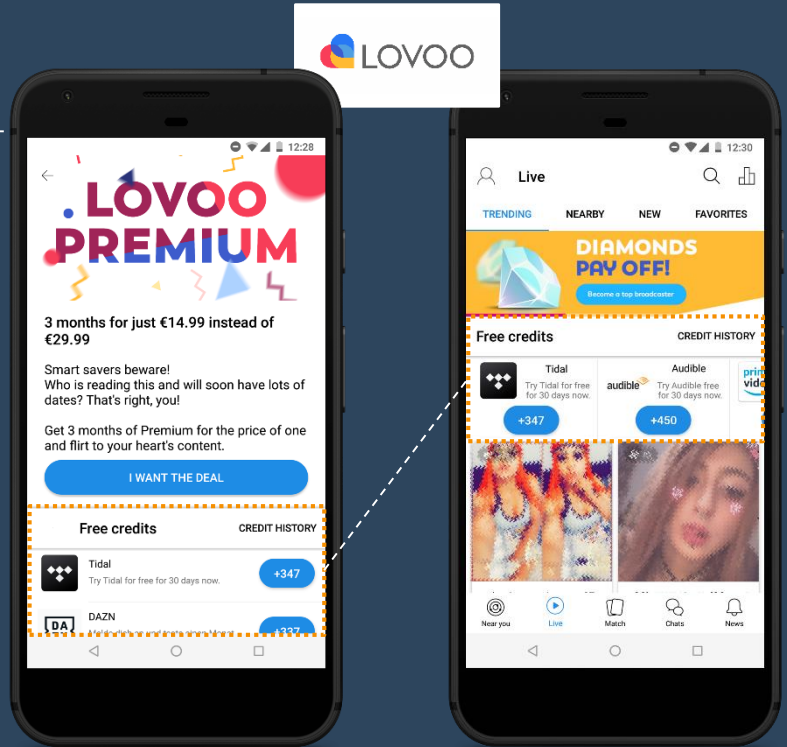 LOVOO
12:28
LOVOO
PREMIUM
3 months for just €14.99 instead of
€29.99
Smart savers beware!
Who is reading this and will soon have lots of
dates? That's right, you!
Get 3 months of Premium for the price of one
and flirt to your heart's content.
I WANT THE DEAL
Free credits CREDIT HISTORY
Tidal
Try Tidal for free for 30 days now.
+347
DAZN
DA
+337
12:30
Live
TRENDING NEARBY NEW FAVORITES
DIAMONDS
PAY OFF!
Become a top broadcaster
Free credits CREDIT HISTORY
Tidal
Try Tidal for free
for 30 days now.
+347
audible
Audible
Try Audible free
for 30 days now.
+450
prim
vide
Near you Live Match Chats News